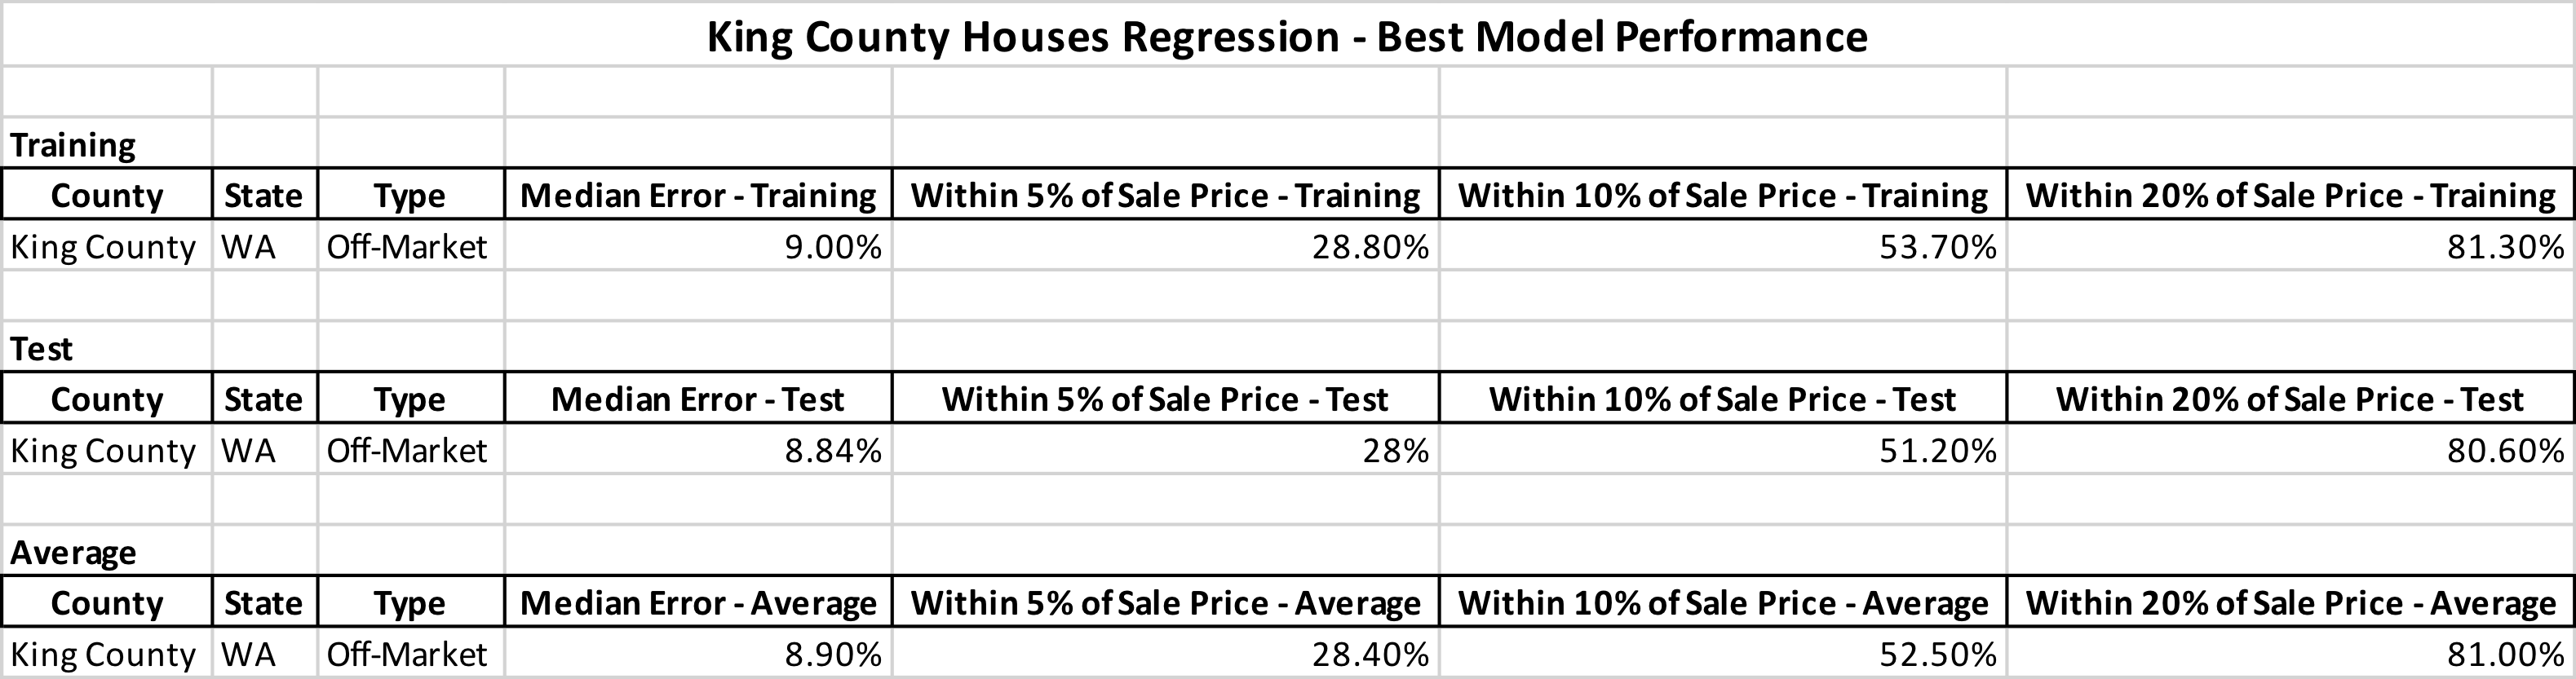 King County Houses Regression - Best Model Performance
Training
County State Type Median Error - Training Within 5% of Sale Price - Training Within 10% of Sale Price - Training Within 20% of Sale Price - Training
King County WA Off-Market 9.00% 28.80% 53.70% 81.30%
Test
County State Type Median Error - Test Within 5% of Sale Price - Test Within 10% of Sale Price - Test Within 20% of Sale Price - Test
King County WA Off-Market 8.84% 28% 51.20% 80.60%
Average
County State Type Median Error - Average Within 5% of Sale Price - Average Within 10% of Sale Price - Average Within 20% of Sale Price - Average
King County WA Off-Market 8.90% 28.40% 52.50% 81.00%